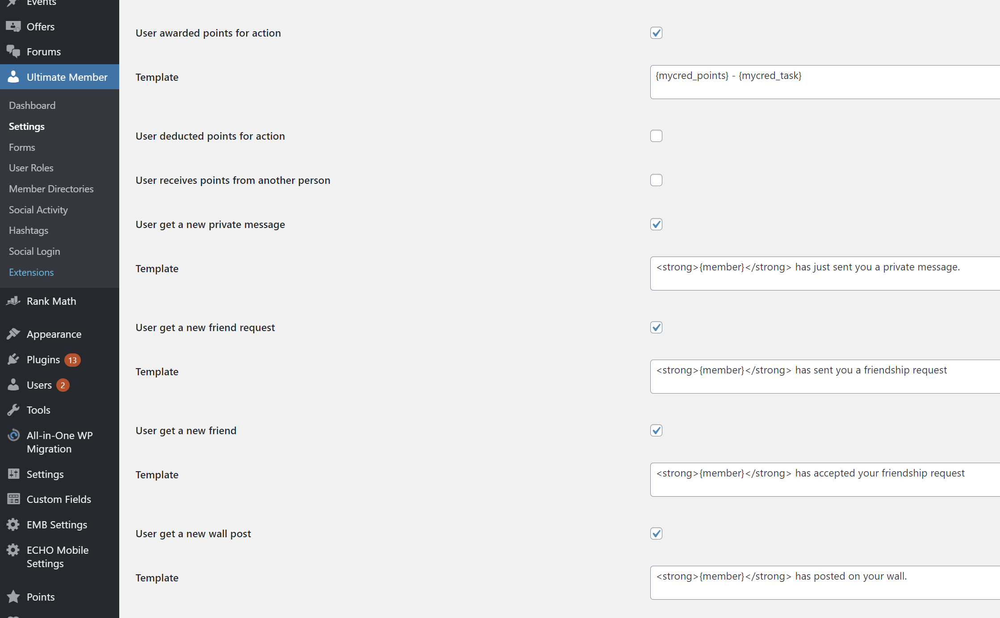 Events
Offers
Forums
Ultimate Member
Dashboard
Settings
Forms
User Roles
Member Directories
Social Activity
Hashtags
Social Login
Extensions
Rank Math
Appearance
Plugins 13
Users 2
Tools
All-in-One WP
Migration
Settings
Custom Fields
EMB Settings
ECHO Mobile
Settings
Points
User awarded points for action
Template
{mycred_points} - {mycred_task}
User deducted points for action
User receives points from another person
User get a new private message
Template
<strong>{member}</strong> has just sent you a private message.
User get a new friend request
Template
<strong>{member}</strong> has sent you a friendship request
User get a new friend
Template
<strong>{member}</strong> has accepted your friendship request
User get a new wall post
Template
<strong>{member}</strong> has posted on your wall.